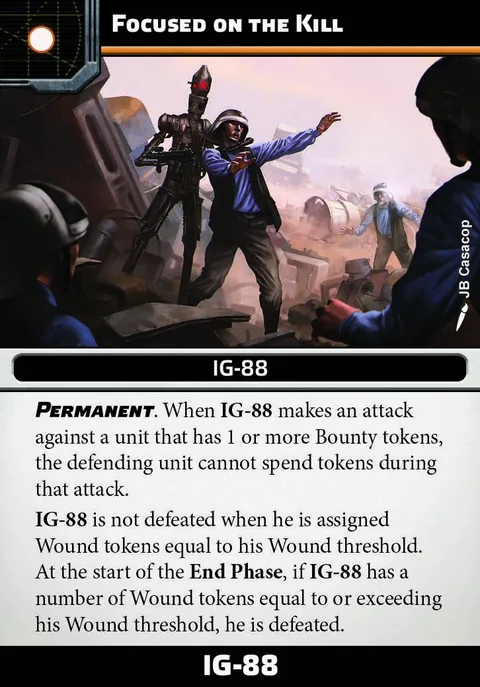 Focused on the Kill
JB Casacop
IG-88
Permanent. When IG-88 makes an attack
against a unit that has 1 or more Bounty tokens,
the defending unit cannot spend tokens during
that attack.
IG-88 is not defeated when he is assigned
Wound tokens equal to his Wound threshold.
At the start of the End Phase, if IG-88 has a
number of Wound tokens equal to or exceeding
his Wound threshold, he is defeated.
IG-88